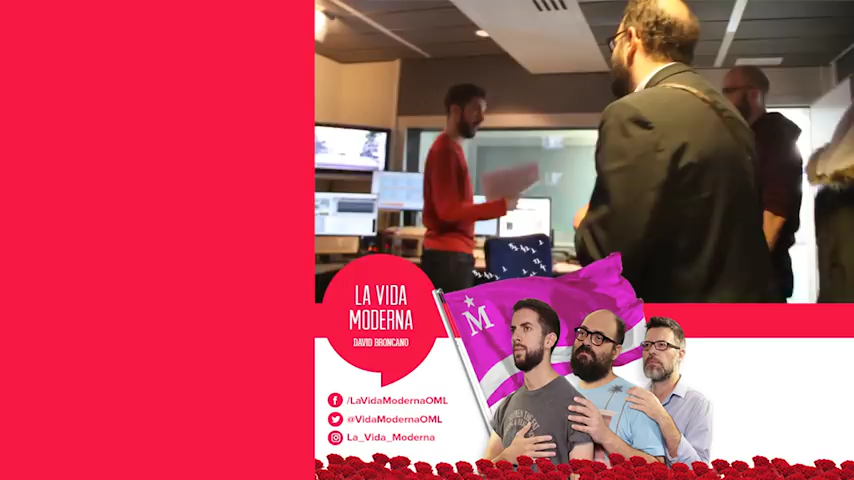 LA VIDA
MODERNA
DAVID BRONCANO
M
/LaVidaModernaOML
@VidaModernaOML
La_Vida_Moderna